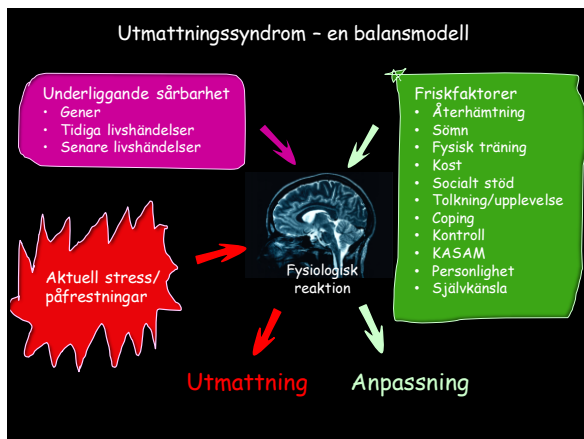 Utmattningssyndrom – en balansmodell
Underliggande sårbarhet
• Gener
• Tidiga livshändelser
• Senare livshändelser
Friskfaktorer
• Återhämtning
• Sömn
• Fysisk träning
• Kost
• Socialt stöd
• Tolkning/upplevelse
• Coping
• Kontroll
• KASAM
• Personlighet
• Självkänsla
Aktuell stress/
påfrestningar
Fysiologisk
reaktion
Utmattning
Anpassning